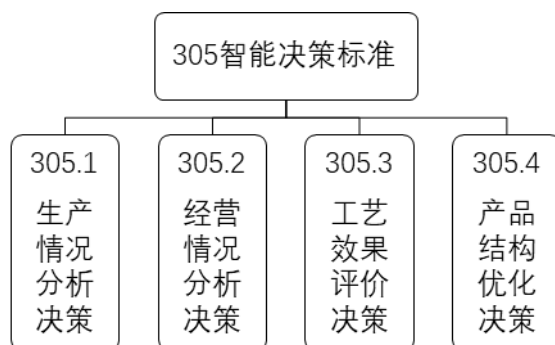 305智能决策标准
305.1
生产
情况
分析
决策
305.2
经营
情况
分析
决策
305.3
工艺
效果
评价
决策
305.4
产品
结构
优化
决策